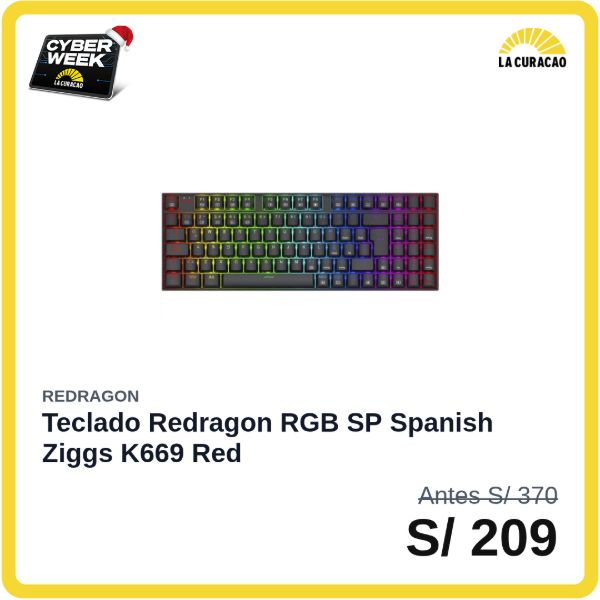 CYBER
WEEK
LA CURACAO
LA CURACAO
REDRAGON
Teclado Redragon RGB SP Spanish
Ziggs K669 Red
Antes S/ 370
S/ 209